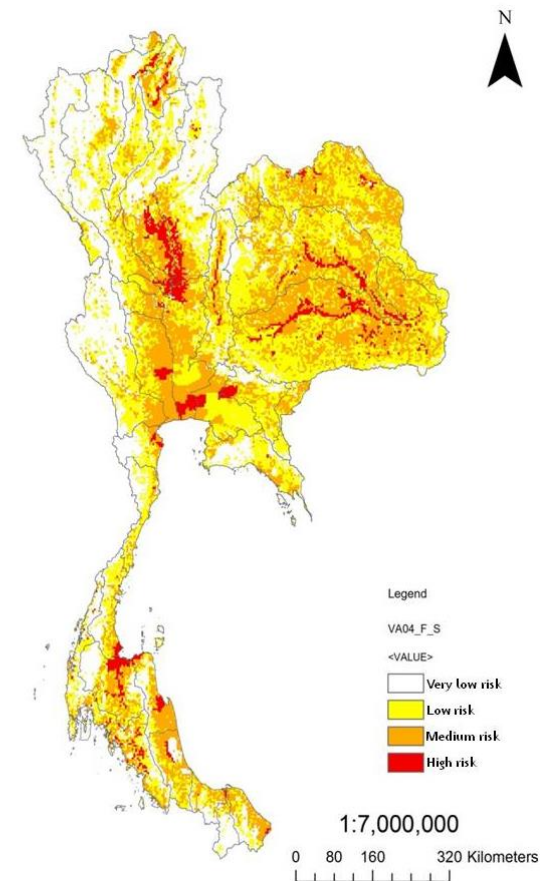 N
Legend
VA04_F_S
<VALUE>
Very low risk
Low risk
Medium risk
High risk
1:7,000,000
0 80 160 320 Kilometers